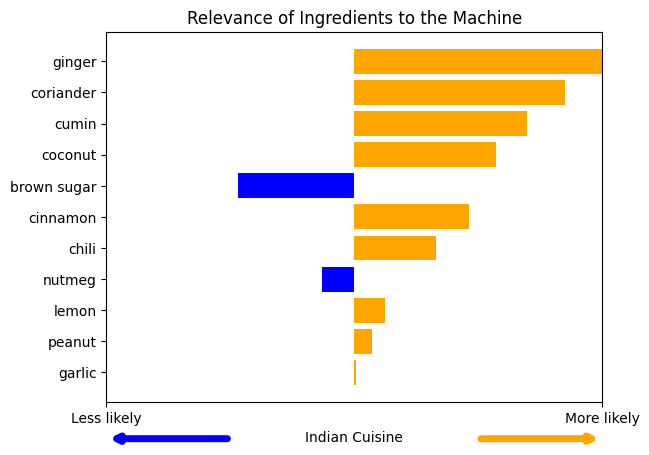 Relevance of Ingredients to the Machine
ginger
coriander
cumin
coconut
brown sugar
cinnamon
chili
nutmeg
lemon
peanut
garlic
Less likely
More likely
Indian Cuisine